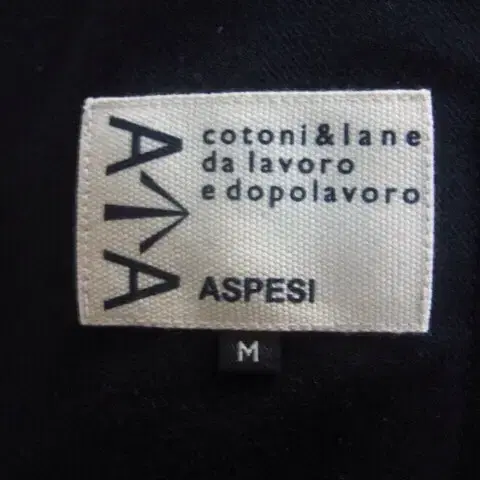 A A
cotoni&lane
da lavoro
e dopolavoro
ASPESI
M